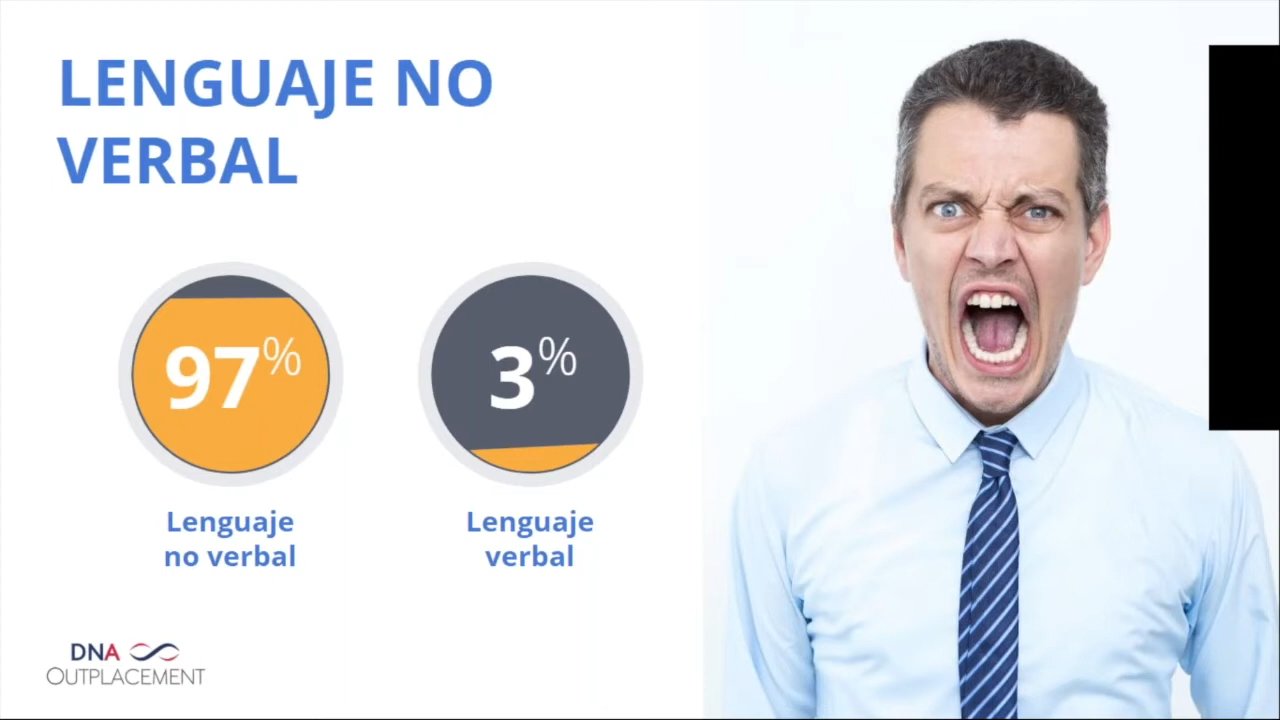 LENGUAJE NO
VERBAL
97%
3%
Lenguaje
no verbal
Lenguaje
verbal
DNA
OUTPLACEMENT